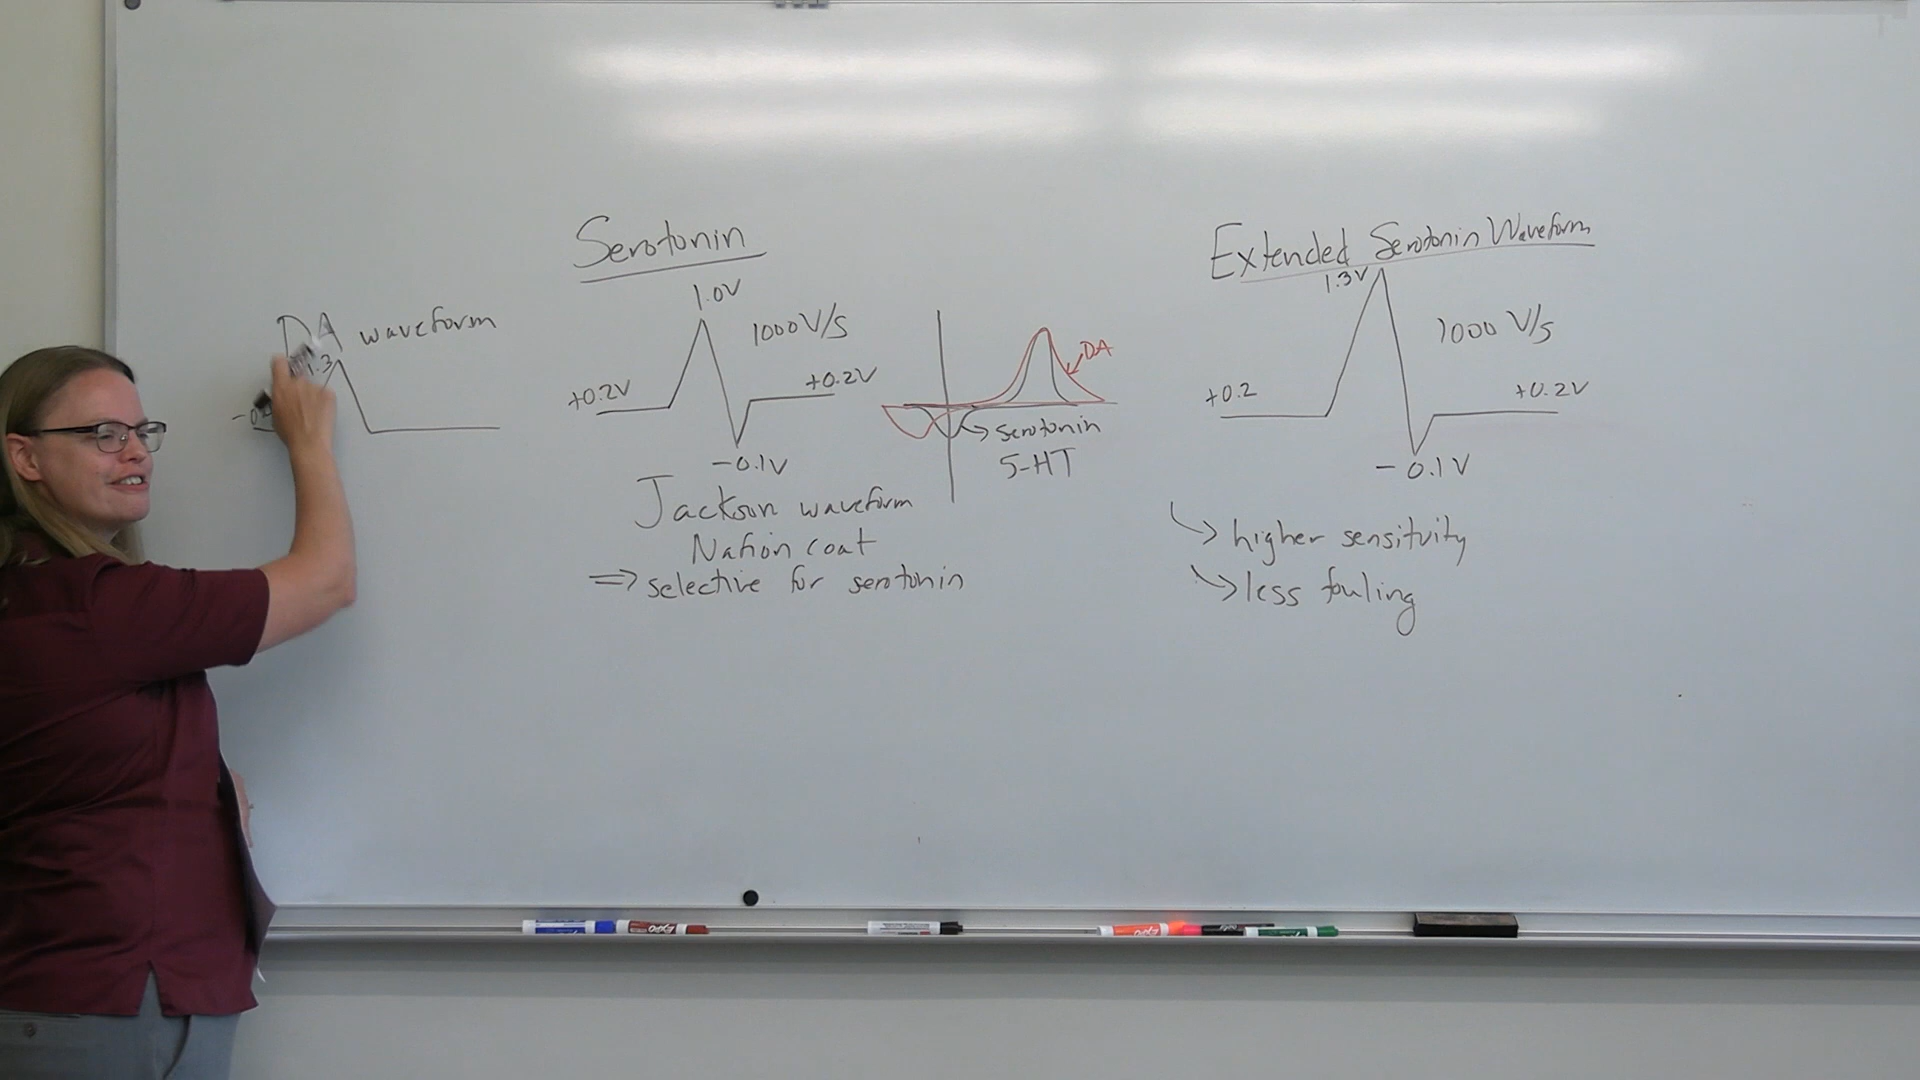 DA waveform
1.3
Serotonin
1.0V
1000V/S
+0.2V
+0.2V
-0.1V
Jackson waveform
Nafion coat
=> selective for serotonin
DA
serotonin
5-HT
Extended Serotonin Waveform
1.3V
1000 V/s
+0.2
+0.2V
-0.1V
↳ higher sensitivity
↳ less fouling